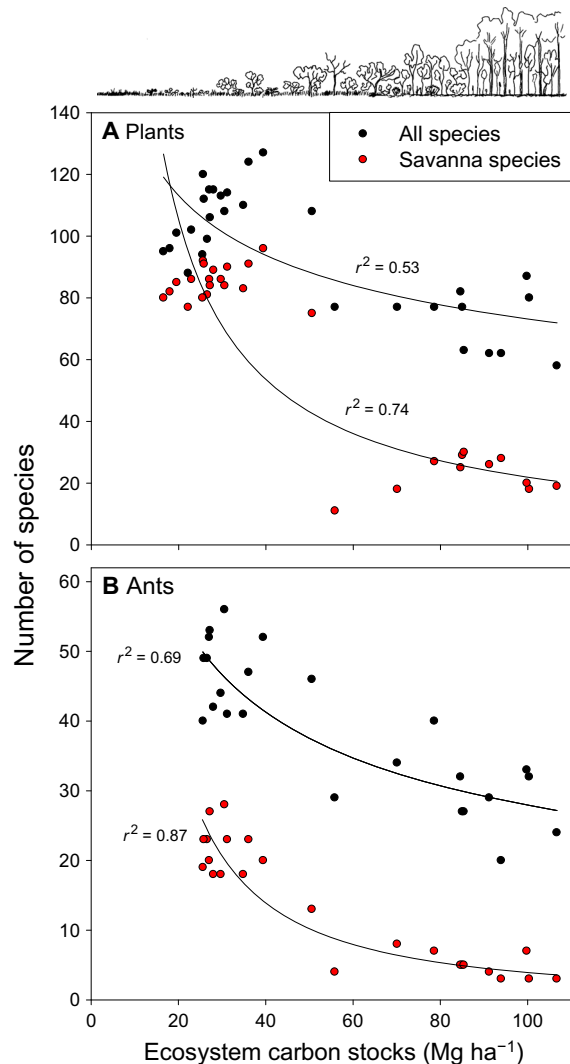 140
A Plants
All species
Savanna species
120
100
r² = 0.53
80
60
r² = 0.74
40
20
0
Number of species
60
B Ants
50
r² = 0.69
40
30
r² = 0.87
20
10
0
0 20 40 60 80 100
Ecosystem carbon stocks (Mg ha⁻¹)